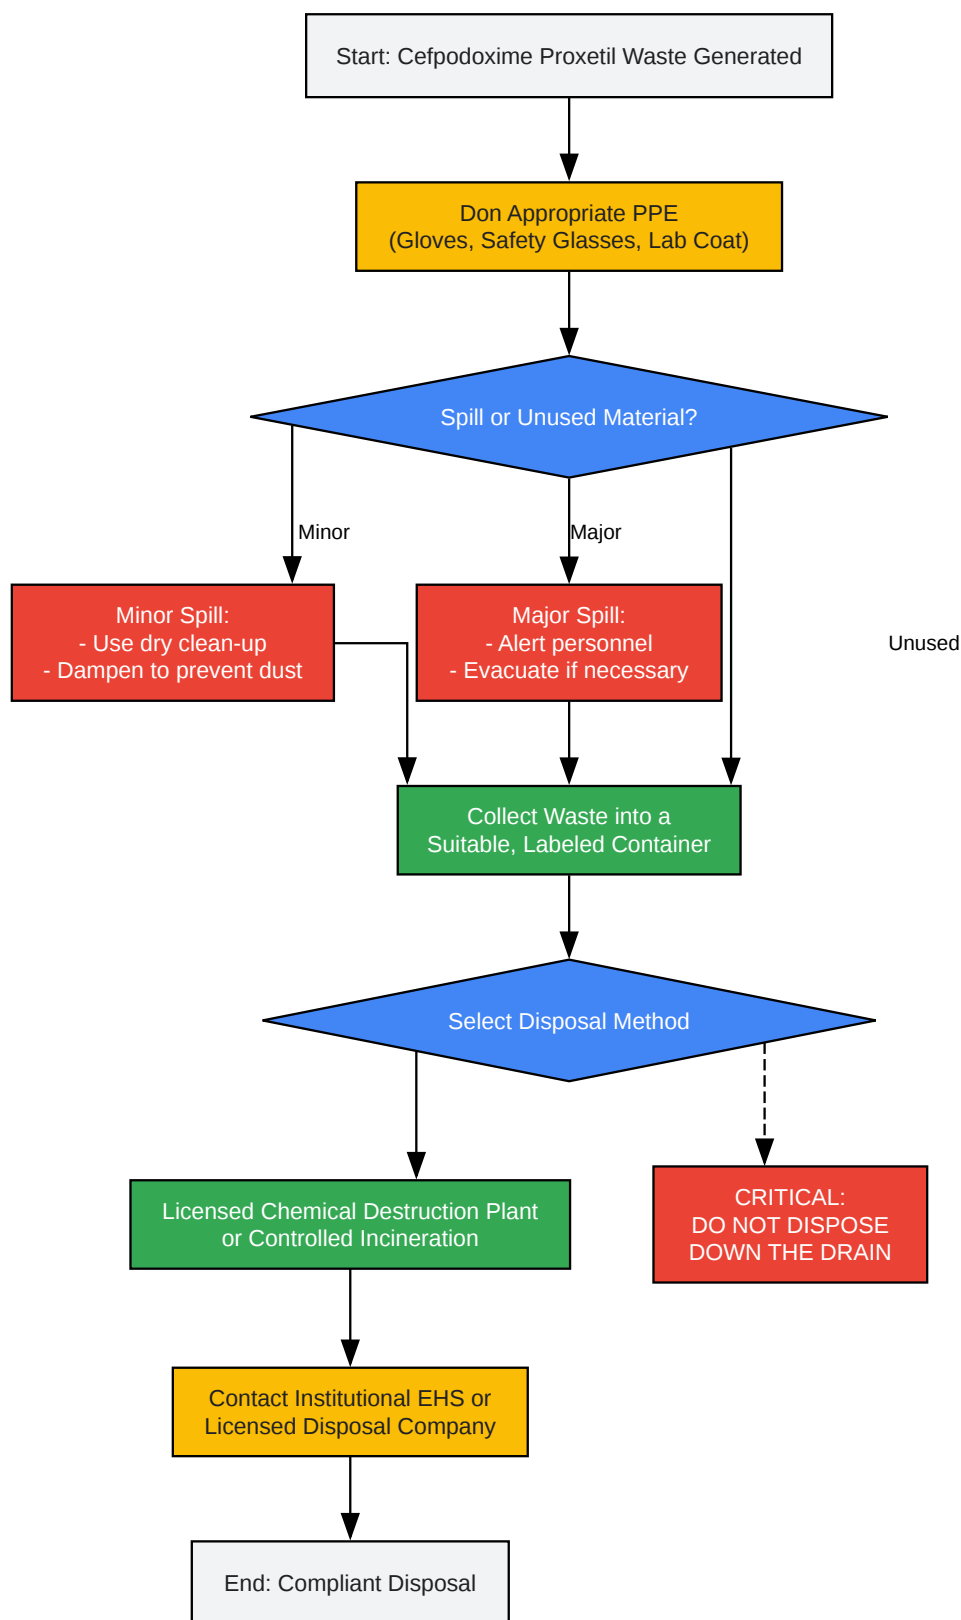 Start: Cefpodoxime Proxetil Waste Generated
Don Appropriate PPE
(Gloves, Safety Glasses, Lab Coat)
Spill or Unused Material?
Minor
Major
Minor Spill:
- Use dry clean-up
- Dampen to prevent dust
Major Spill:
- Alert personnel
- Evacuate if necessary
Unused
Collect Waste into a
Suitable, Labeled Container
Select Disposal Method
Licensed Chemical Destruction Plant
or Controlled Incineration
CRITICAL:
DO NOT DISPOSE
DOWN THE DRAIN
Contact Institutional EHS or
Licensed Disposal Company
End: Compliant Disposal